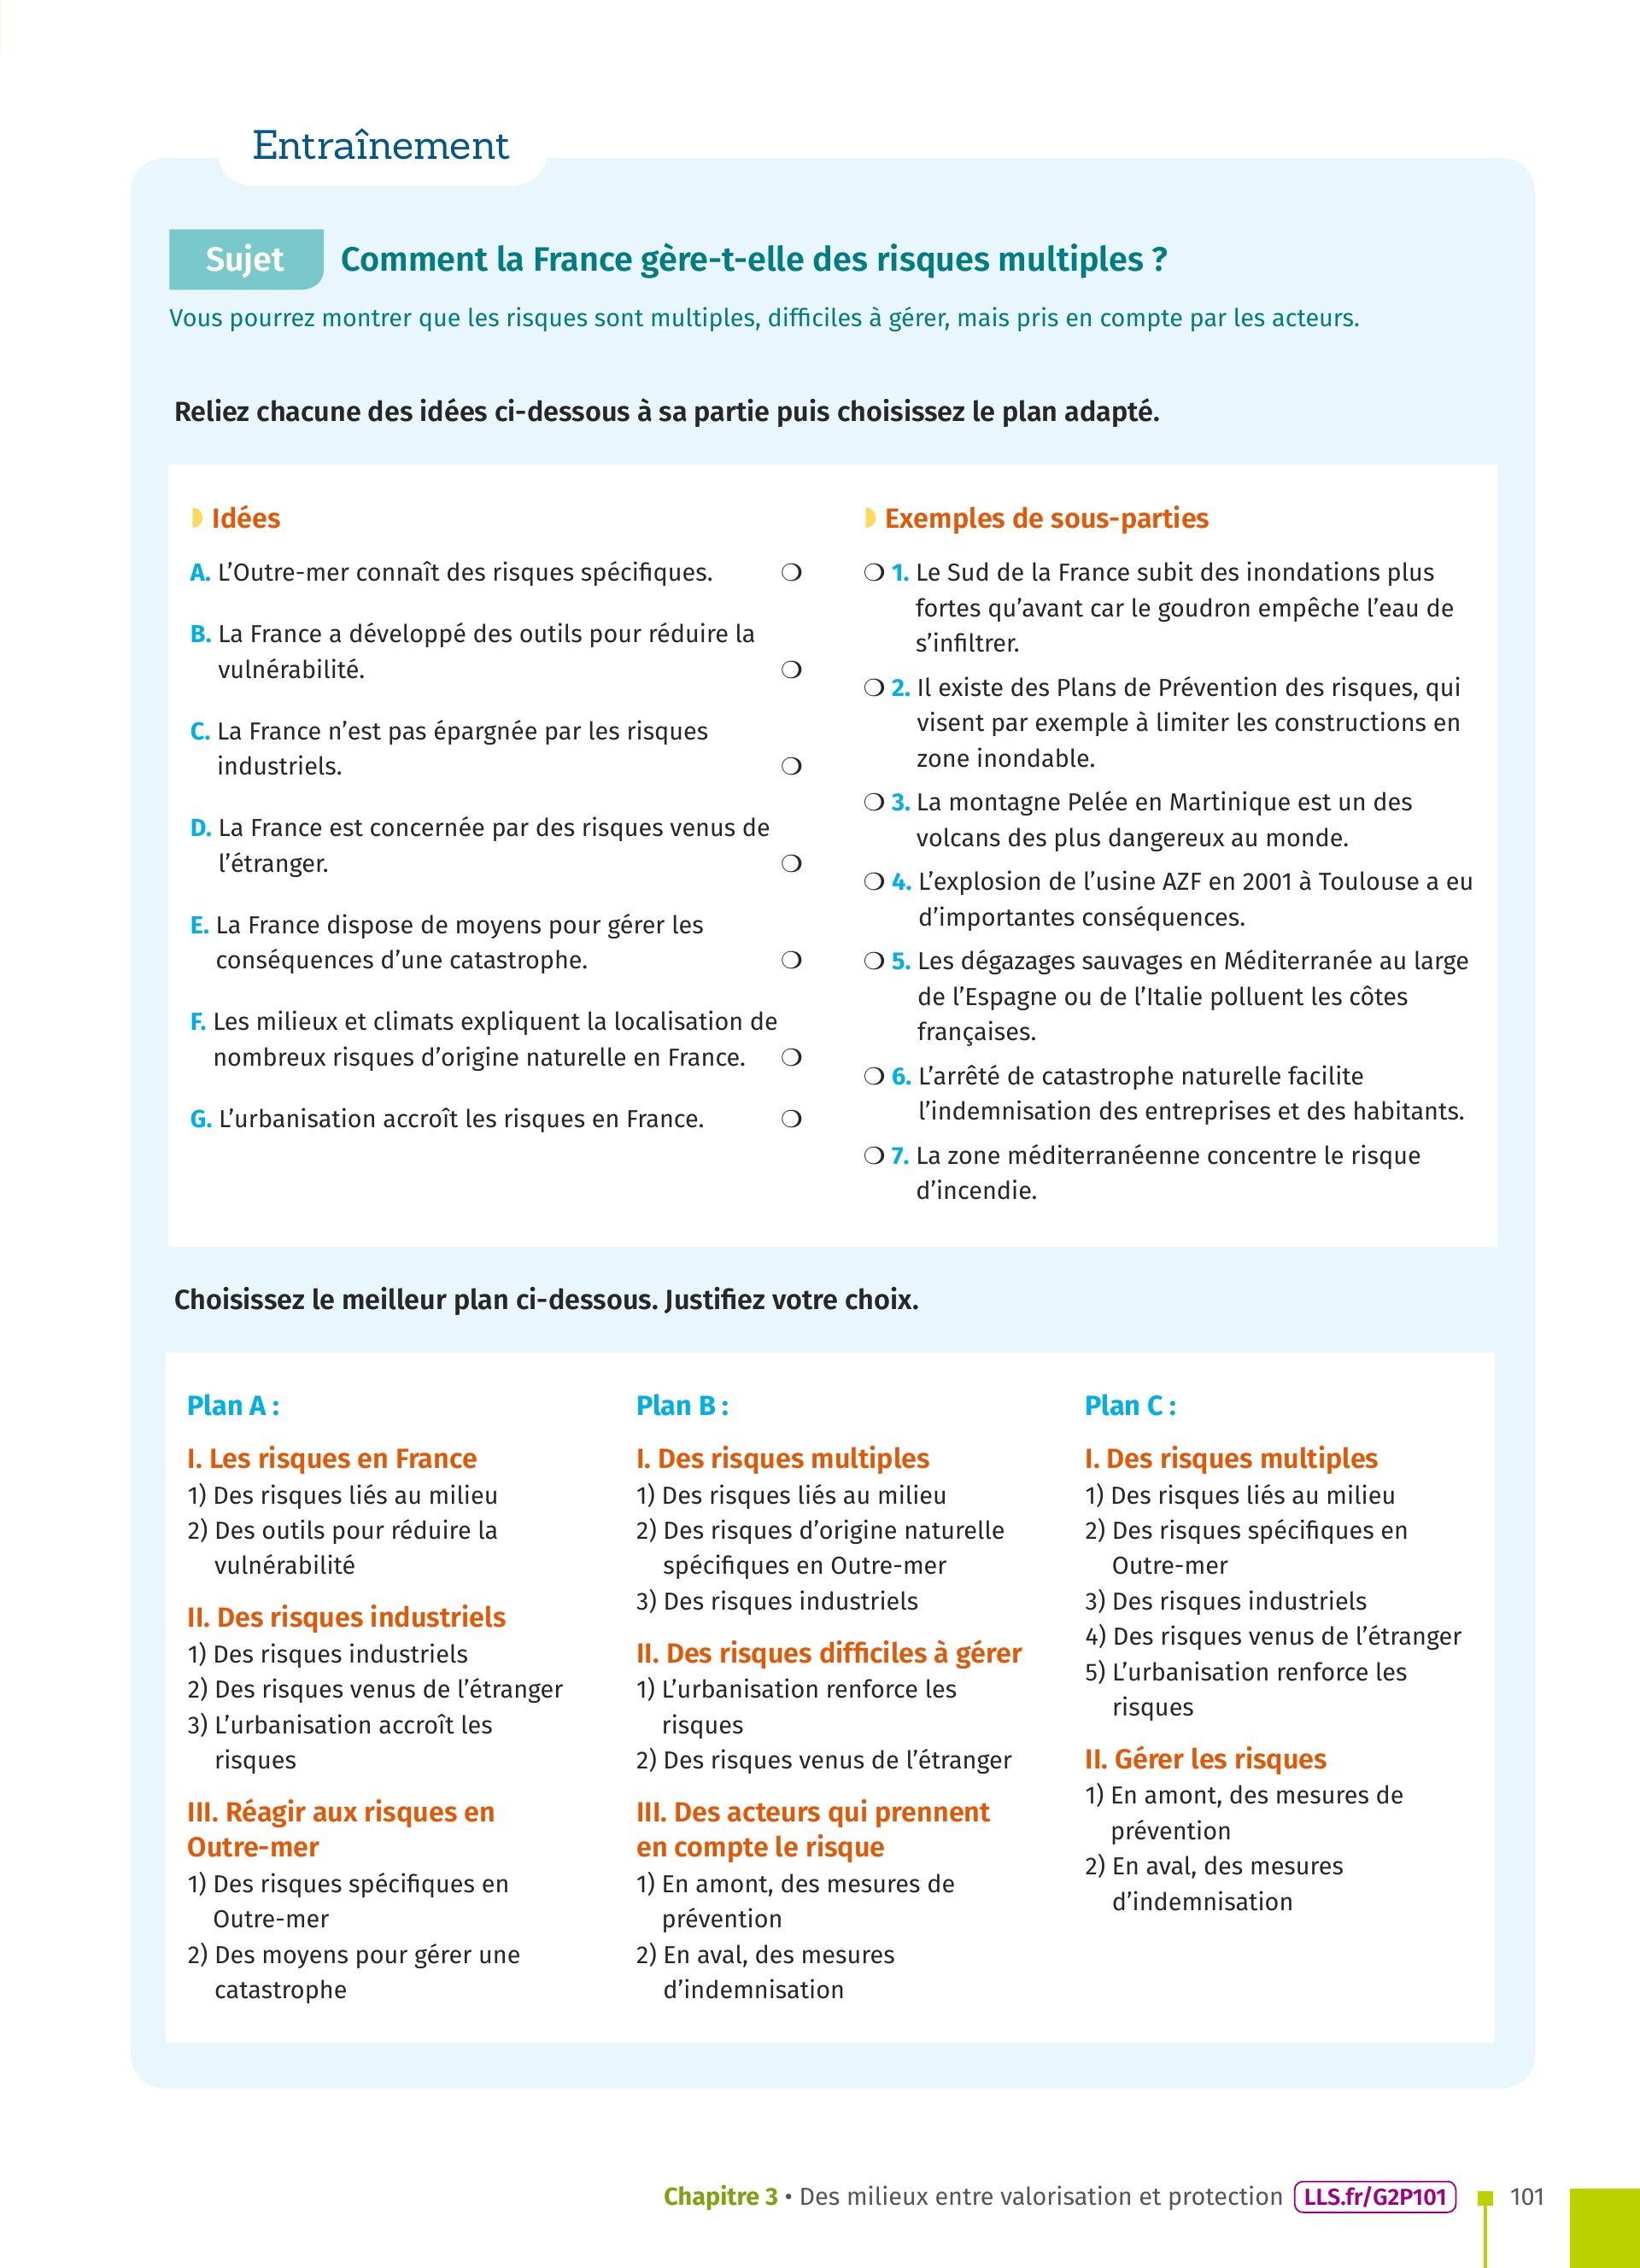 Entraînement
Sujet
Comment la France gère-t-elle des risques multiples ?
Vous pourrez montrer que les risques sont multiples, difficiles à gérer, mais pris en compte par les acteurs.
Reliez chacune des idées ci-dessous à sa partie puis choisissez le plan adapté.
Idées
A. L'Outre-mer connaît des risques spécifiques.
B. La France a développé des outils pour réduire la
vulnérabilité.
C. La France n'est pas épargnée par les risques
industriels.
D. La France est concernée par des risques venus de
l'étranger.
E. La France dispose de moyens pour gérer les
conséquences d'une catastrophe.
F. Les milieux et climats expliquent la localisation de
nombreux risques d'origine naturelle en France.
G. L'urbanisation accroît les risques en France.
Exemples de sous-parties
1. Le Sud de la France subit des inondations plus
fortes qu'avant car le goudron empêche l'eau de
s'infiltrer.
2. Il existe des Plans de Prévention des risques, qui
visent par exemple à limiter les constructions en
zone inondable.
3. La montagne Pelée en Martinique est un des
volcans des plus dangereux au monde.
4. L'explosion de l'usine AZF en 2001 à Toulouse a eu
d'importantes conséquences.
5. Les dégazages sauvages en Méditerranée au large
de l'Espagne ou de l'Italie polluent les côtes
françaises.
6. L'arrêté de catastrophe naturelle facilite
l'indemnisation des entreprises et des habitants.
7. La zone méditerranéenne concentre le risque
d'incendie.
Choisissez le meilleur plan ci-dessous. Justifiez votre choix.
Plan A :
I. Les risques en France
1) Des risques liés au milieu
2) Des outils pour réduire la
vulnérabilité
II. Des risques industriels
1) Des risques industriels
2) Des risques venus de l'étranger
3) L'urbanisation accroît les
risques
III. Réagir aux risques en
Outre-mer
1) Des risques spécifiques en
Outre-mer
2) Des moyens pour gérer une
catastrophe
Plan B :
I. Des risques multiples
1) Des risques liés au milieu
2) Des risques d'origine naturelle
spécifiques en Outre-mer
3) Des risques industriels
II. Des risques difficiles à gérer
1) L'urbanisation renforce les
risques
2) Des risques venus de l'étranger
III. Des acteurs qui prennent
en compte le risque
1) En amont, des mesures de
prévention
2) En aval, des mesures
d'indemnisation
Plan C :
I. Des risques multiples
1) Des risques liés au milieu
2) Des risques spécifiques en
Outre-mer
3) Des risques industriels
4) Des risques venus de l'étranger
5) L'urbanisation renforce les
risques
II. Gérer les risques
1) En amont, des mesures de
prévention
2) En aval, des mesures
d'indemnisation
Chapitre 3 • Des milieux entre valorisation et protection LLS.fr/G2P101 101